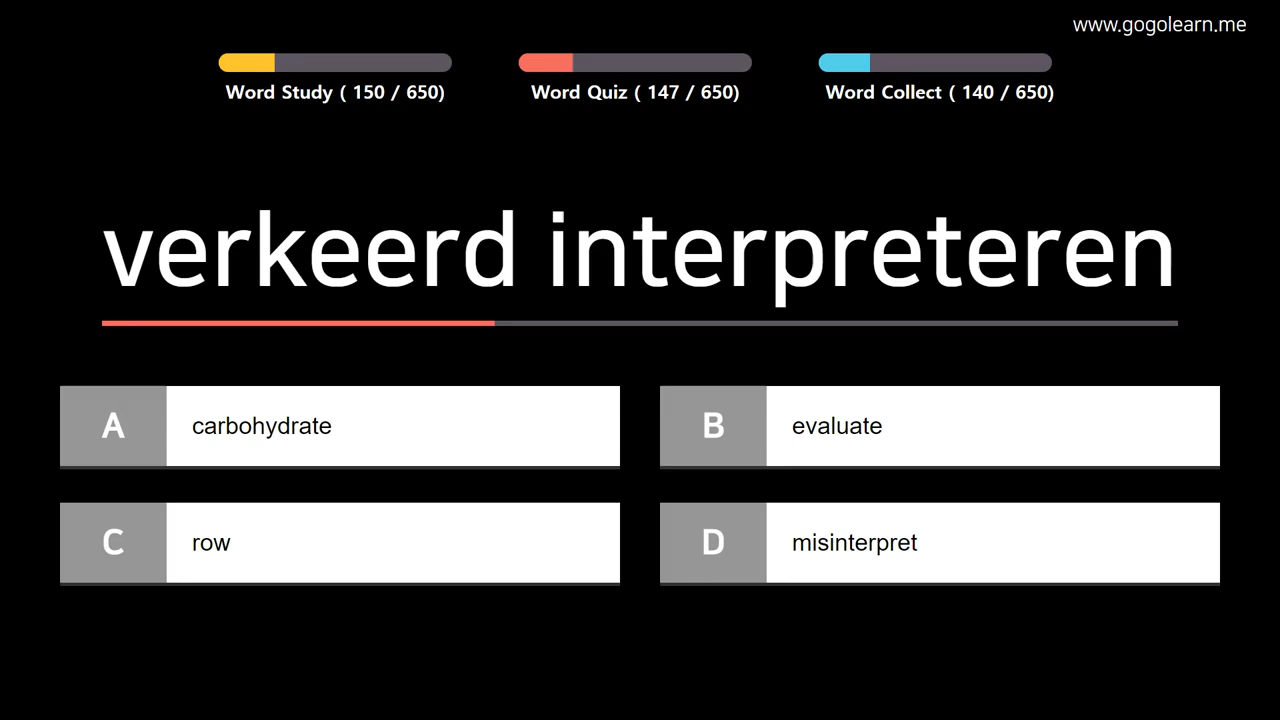 www.gogolearn.me
Word Study ( 150 / 650)
Word Quiz ( 147 / 650)
Word Collect ( 140 / 650)
verkeerd interpreteren
A carbohydrate
B evaluate
C row
D misinterpret